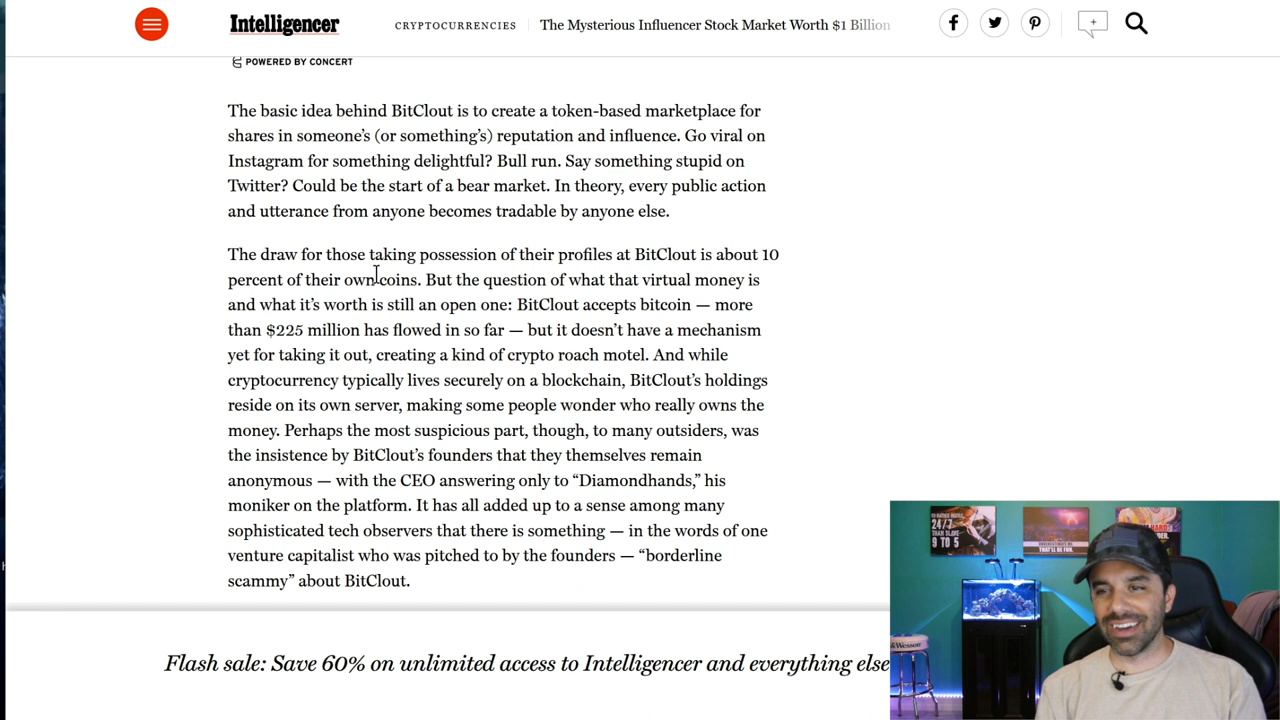 Intelligencer
CRYPTOCURRENCIES
The Mysterious Influencer Stock Market Worth $1 Billion
POWERED BY CONCERT
The basic idea behind BitClout is to create a token-based marketplace for
shares in someone's (or something's) reputation and influence. Go viral on
Instagram for something delightful? Bull run. Say something stupid on
Twitter? Could be the start of a bear market. In theory, every public action
and utterance from anyone becomes tradable by anyone else.
The draw for those taking possession of their profiles at BitClout is about 10
percent of their own coins. But the question of what that virtual money is
and what it's worth is still an open one: BitClout accepts bitcoin — more
than $225 million has flowed in so far — but it doesn't have a mechanism
yet for taking it out, creating a kind of crypto roach motel. And while
cryptocurrency typically lives securely on a blockchain, BitClout's holdings
reside on its own server, making some people wonder who really owns the
money. Perhaps the most suspicious part, though, to many outsiders, was
the insistence by BitClout's founders that they themselves remain
anonymous — with the CEO answering only to “Diamondhands,” his
moniker on the platform. It has all added up to a sense among many
sophisticated tech observers that there is something — in the words of one
venture capitalist who was pitched to by the founders — “borderline
scammy” about BitClout.
Flash sale: Save 60% on unlimited access to Intelligencer and everything else
24/7
THAN SLAVE
9 TO 5
THAT'LL BE FUN.
& Wesson